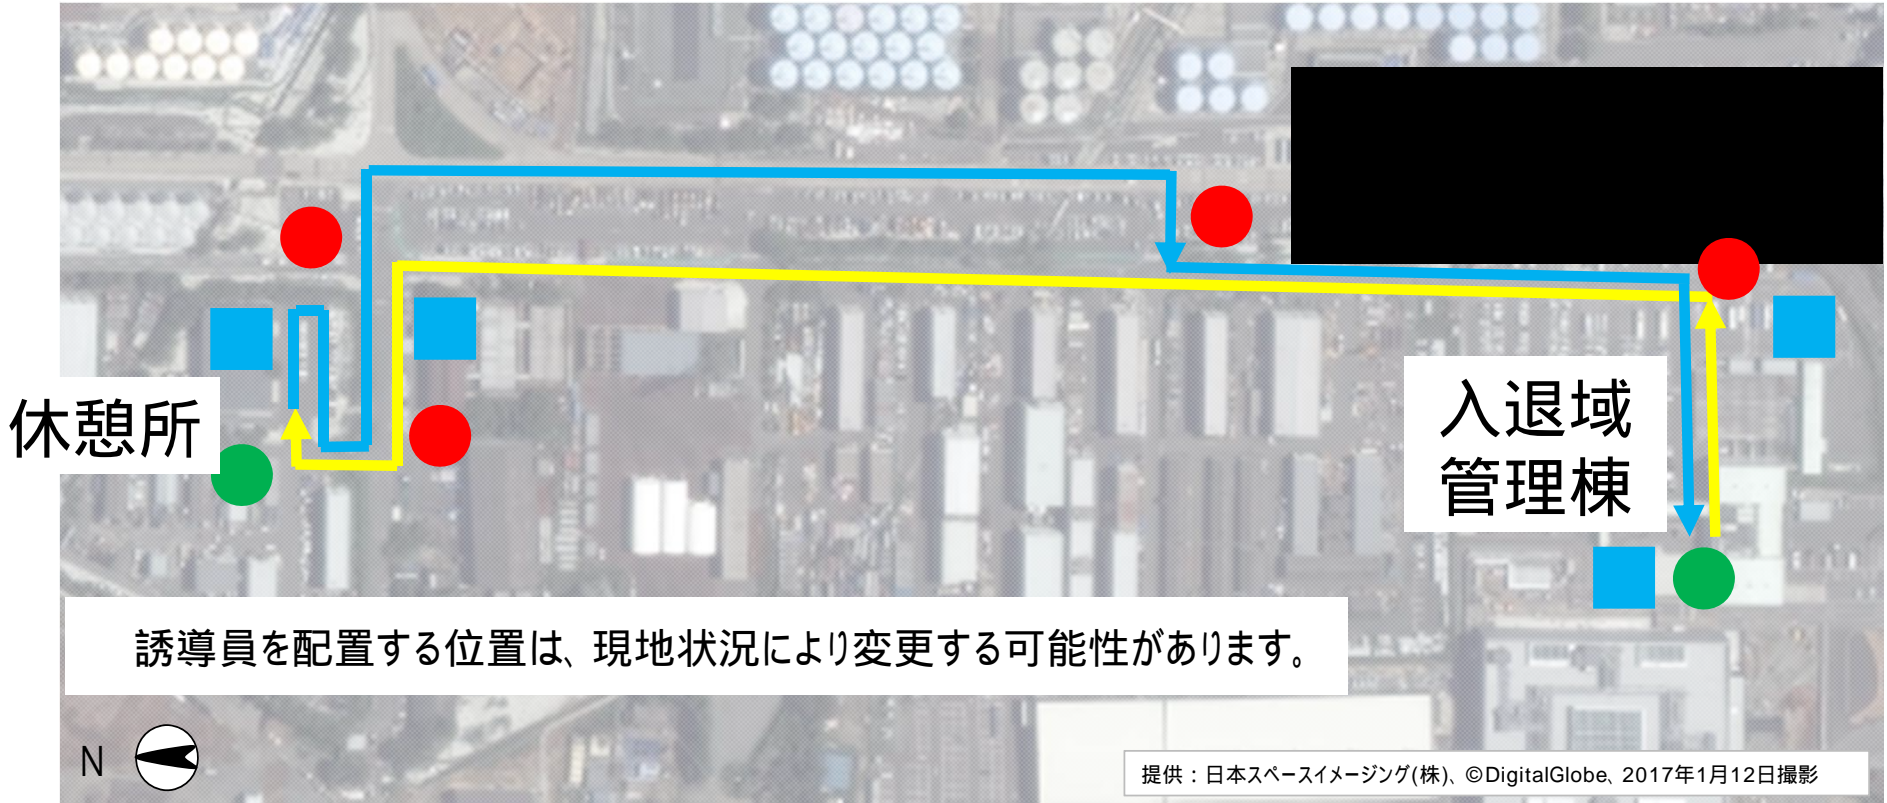 休憩所
入退域
管理棟
誘導員を配置する位置は、現地状況により変更する可能性があります。
N
提供：日本スペースイメージング(株)、©DigitalGlobe、2017年1月12日撮影